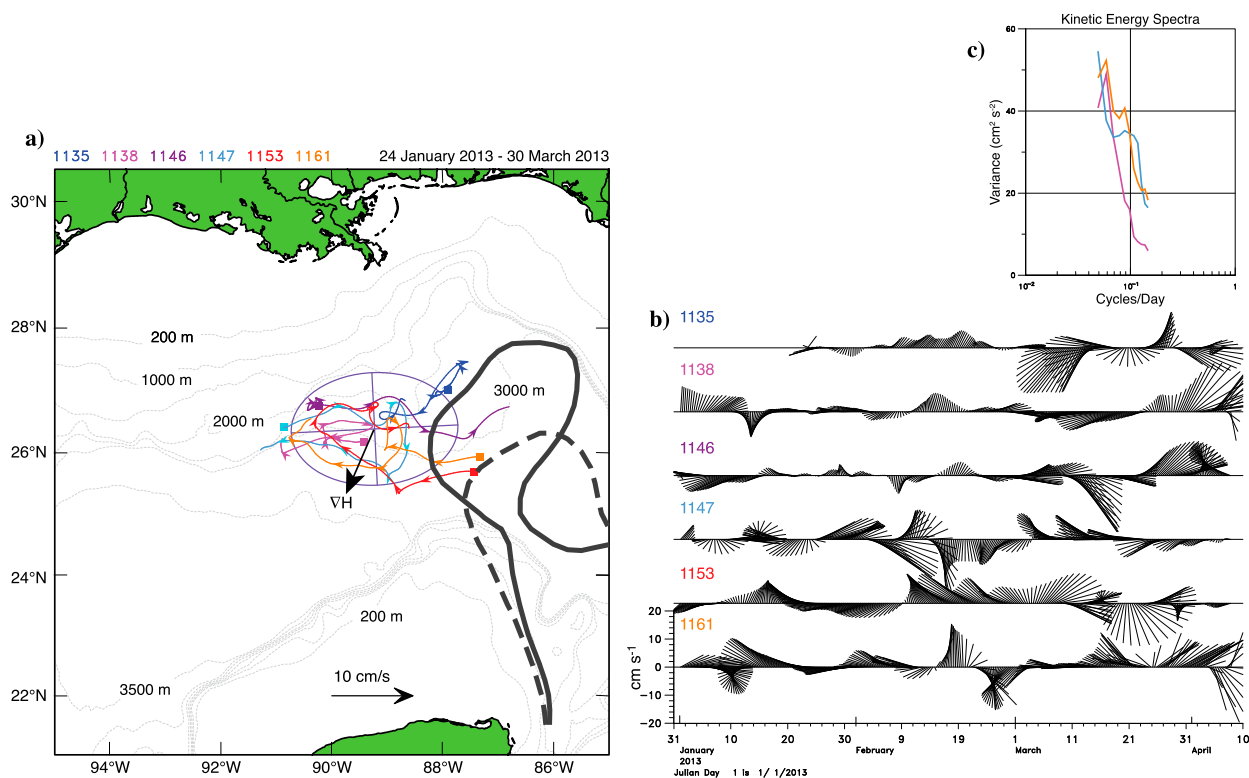 Kinetic Energy Spectra
c)
60
40
20
0
Variance (cm² s⁻²)
10⁻²
10⁻¹
1
Cycles/Day
a)
1135 1138 1146 1147 1153 1161 24 January 2013 - 30 March 2013
30°N
28°N
26°N
24°N
22°N
200 m
1000 m
2000 m
3000 m
∇H
200 m
3500 m
10 cm/s
94°W 92°W 90°W 88°W 86°W
b)
1135
1138
1146
1147
1153
1161
20
10
0
−10
−20
cm s⁻¹
31 10 20 30 9 19 1 11 21 31 10
January February March April
2013
Julian Day 1 is 1/ 1/2013